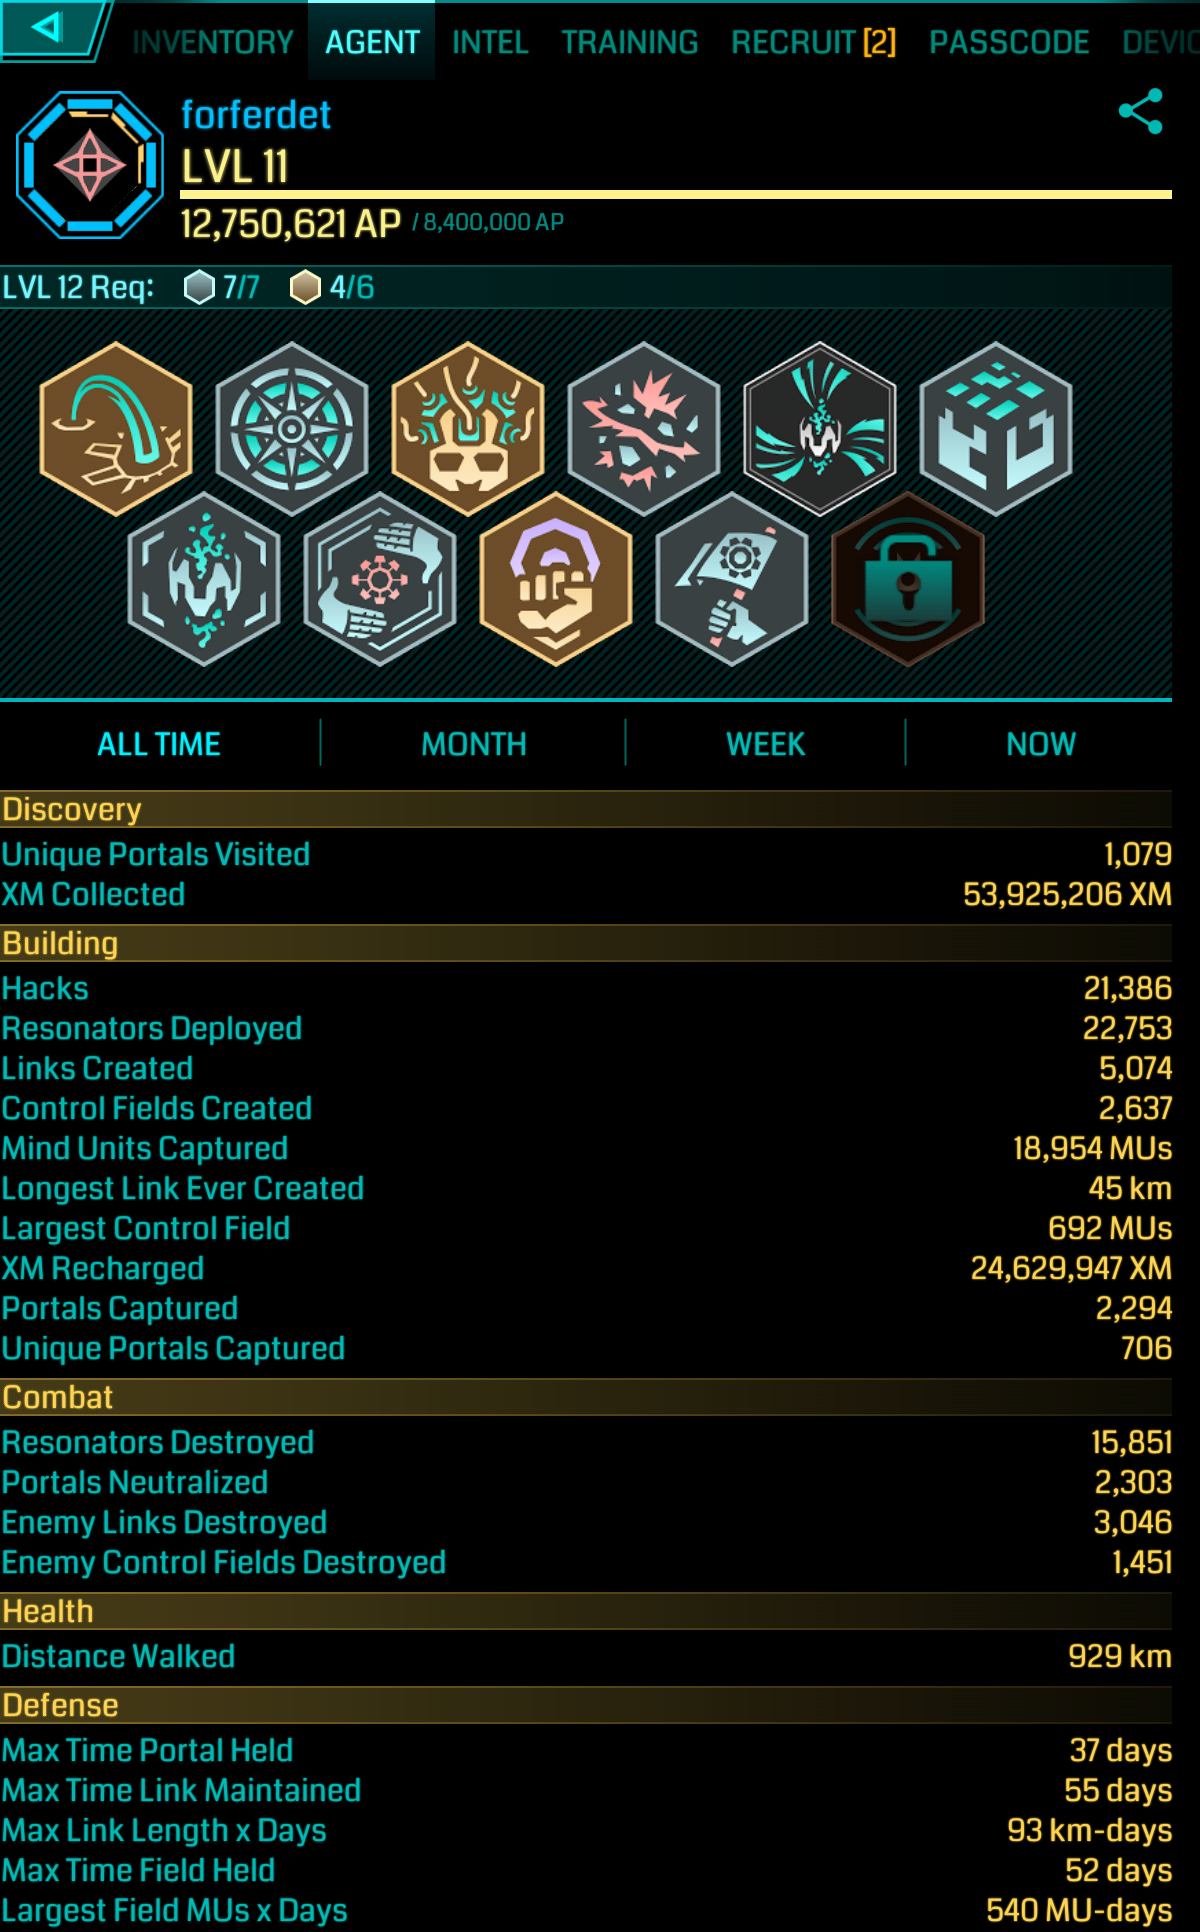 INVENTORY AGENT INTEL TRAINING RECRUIT [2] PASSCODE
forferdet
LVL 11
12,750,621 AP / 8,400,000 AP
LVL 12 Req: 7/7 4/6
ALL TIME MONTH WEEK NOW
Discovery
Unique Portals Visited 1,079
XM Collected 53,925,206 XM
Building
Hacks 21,386
Resonators Deployed 22,753
Links Created 5,074
Control Fields Created 2,637
Mind Units Captured 18,954 MUs
Longest Link Ever Created 45 km
Largest Control Field 692 MUs
XM Recharged 24,629,947 XM
Portals Captured 2,294
Unique Portals Captured 706
Combat
Resonators Destroyed 15,851
Portals Neutralized 2,303
Enemy Links Destroyed 3,046
Enemy Control Fields Destroyed 1,451
Health
Distance Walked 929 km
Defense
Max Time Portal Held 37 days
Max Time Link Maintained 55 days
Max Link Length x Days 93 km-days
Max Time Field Held 52 days
Largest Field MUs x Days 540 MU-days